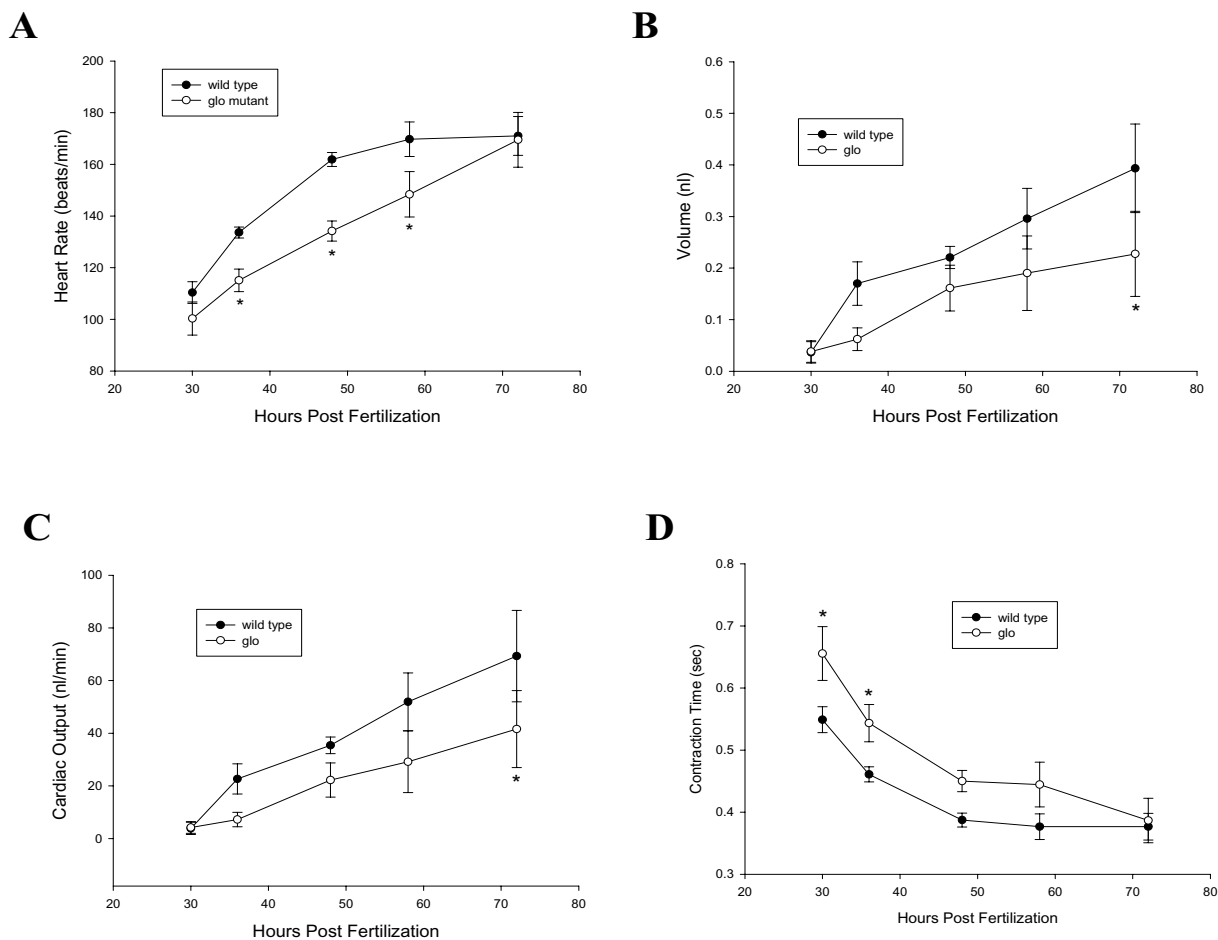 A
Heart Rate (beats/min)
200
180
160
140
120
100
80
wild type
glo mutant
*
*
*
20 30 40 50 60 70 80
Hours Post Fertilization
B
Volume (nl)
0.6
0.5
0.4
0.3
0.2
0.1
0.0
wild type
glo
*
20 30 40 50 60 70 80
Hours Post Fertilization
C
Cardiac Output (nl/min)
100
80
60
40
20
0
wild type
glo
*
20 30 40 50 60 70 80
Hours Post Fertilization
D
Contraction Time (sec)
0.8
0.7
0.6
0.5
0.4
0.3
wild type
glo
*
*
20 30 40 50 60 70 80
Hours Post Fertilization